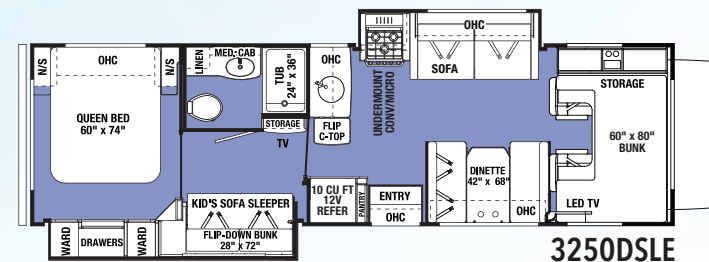 N/S
OHC
N/S
QUEEN BED
60" x 74"
WARD
DRAWERS
WARD
LINEN
MED. CAB
TUB
24" x 36"
STORAGE
TV
KID'S SOFA SLEEPER
FLIP-DOWN BUNK
28" x 72"
OHC
FLIP
C-TOP
UNDERMOUNT
CONV/MICRO
10 CU FT
12V
REFER
PANTRY
ENTRY
OHC
OHC
SOFA
DINETTE
42" x 68"
OHC
STORAGE
60" x 80"
BUNK
LED TV
3250DSLE